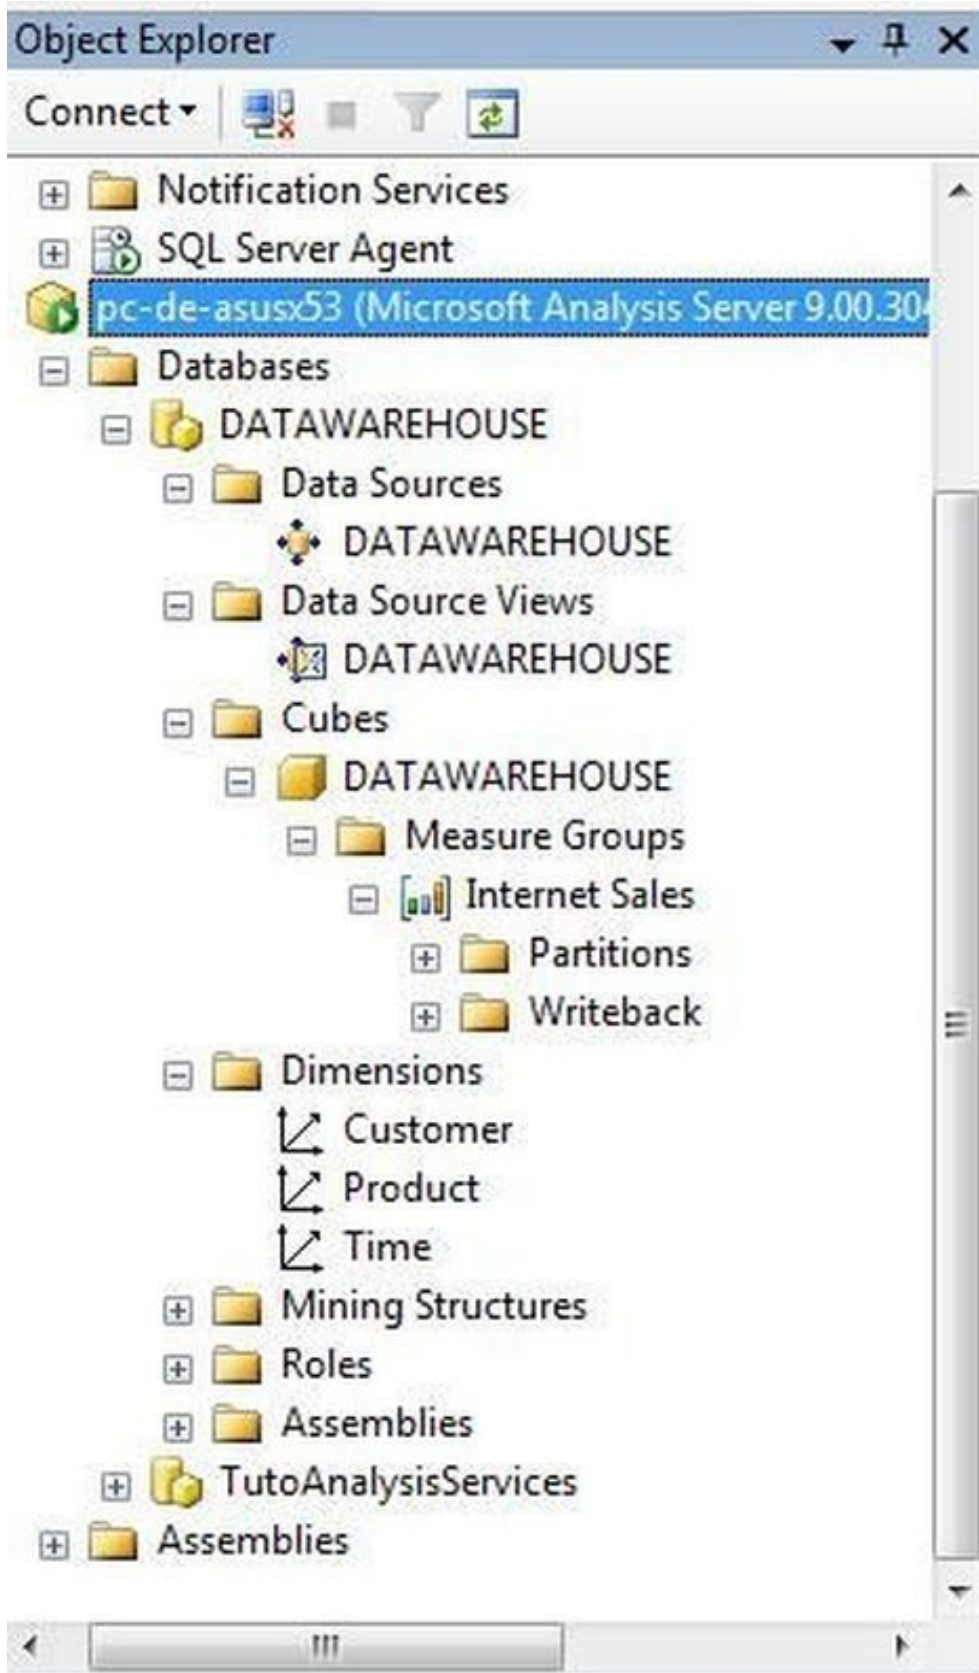 Object Explorer
Connect
Notification Services
SQL Server Agent
pc-de-asusx53 (Microsoft Analysis Server 9.00.304
Databases
DATAWAREHOUSE
Data Sources
DATAWAREHOUSE
Data Source Views
DATAWAREHOUSE
Cubes
DATAWAREHOUSE
Measure Groups
Internet Sales
Partitions
Writeback
Dimensions
Customer
Product
Time
Mining Structures
Roles
Assemblies
TutoAnalysisServices
Assemblies